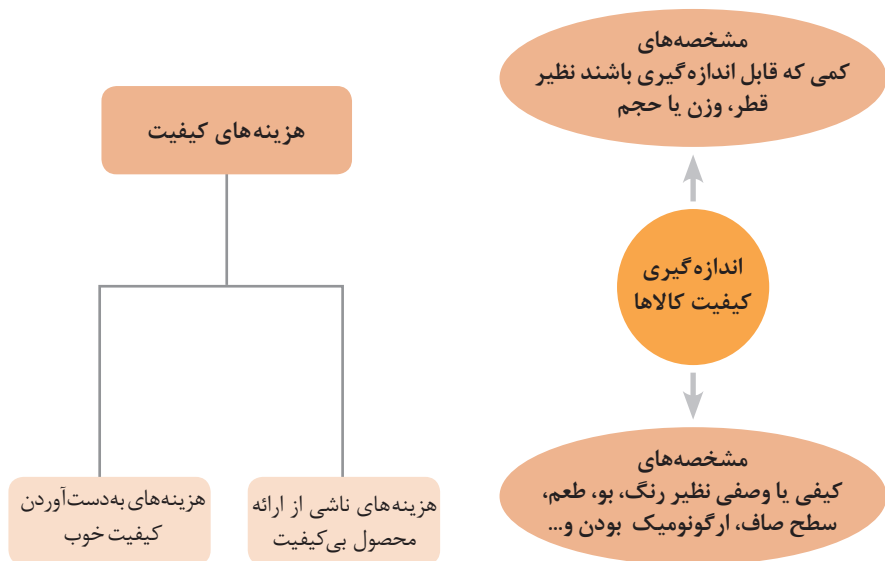 مشخصه‌های
کمی که قابل اندازه‌گیری باشند نظیر
قطر، وزن یا حجم
اندازه‌گیری
کیفیت کالاها
مشخصه‌های
کیفی یا وصفی نظیر رنگ، بو، طعم،
سطح صاف، ارگونومیک بودن و...
هزینه‌های کیفیت
هزینه‌های ناشی از ارائه
محصول بی‌کیفیت
هزینه‌های به‌دست‌آوردن
کیفیت خوب